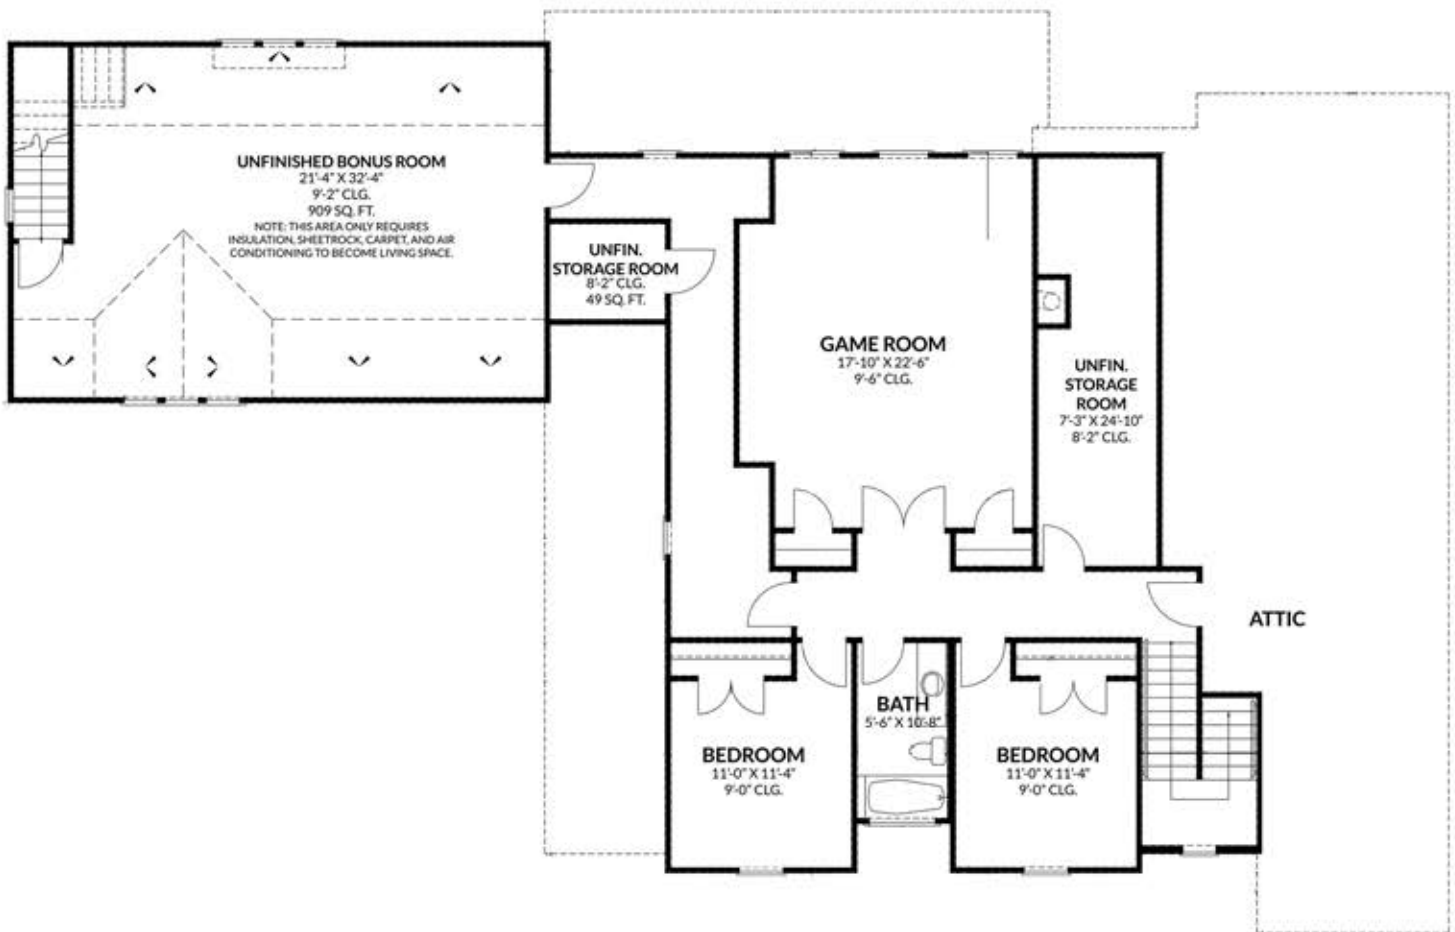 UNFINISHED BONUS ROOM
21'-4" X 32'-4"
9'-2" CLG.
909 SQ. FT.
NOTE: THIS AREA ONLY REQUIRES
INSULATION, SHEETROCK, CARPET, AND AIR
CONDITIONING TO BECOME LIVING SPACE.
UNFIN.
STORAGE ROOM
8'-2" CLG.
49 SQ. FT.
GAME ROOM
17'-10" X 22'-6"
9'-6" CLG.
UNFIN.
STORAGE
ROOM
7'-3" X 24'-10"
8'-2" CLG.
ATTIC
BATH
5'-6" X 10'-8"
BEDROOM
11'-0" X 11'-4"
9'-0" CLG.
BEDROOM
11'-0" X 11'-4"
9'-0" CLG.